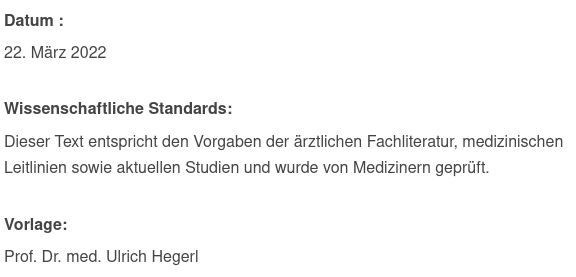 Datum :
22. März 2022
Wissenschaftliche Standards:
Dieser Text entspricht den Vorgaben der ärztlichen Fachliteratur, medizinischen
Leitlinien sowie aktuellen Studien und wurde von Medizinern geprüft.
Vorlage:
Prof. Dr. med. Ulrich Hegerl